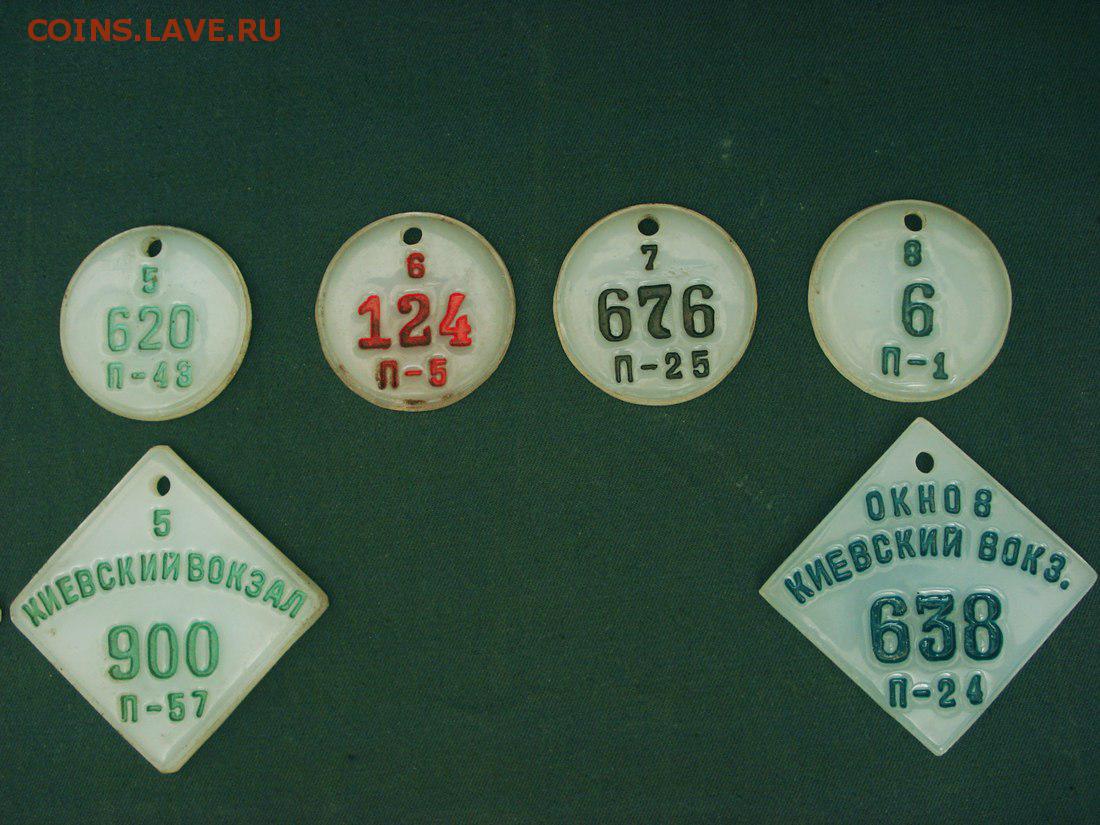 COINS.LAVE.RU
5
620
П-43
6
124
П-5
7
676
П-25
8
6
П-1
5
КИЕВСКИЙ ВОКЗАЛ
900
П-57
ОКНО 8
КИЕВСКИЙ ВОКЗ.
638
П-24